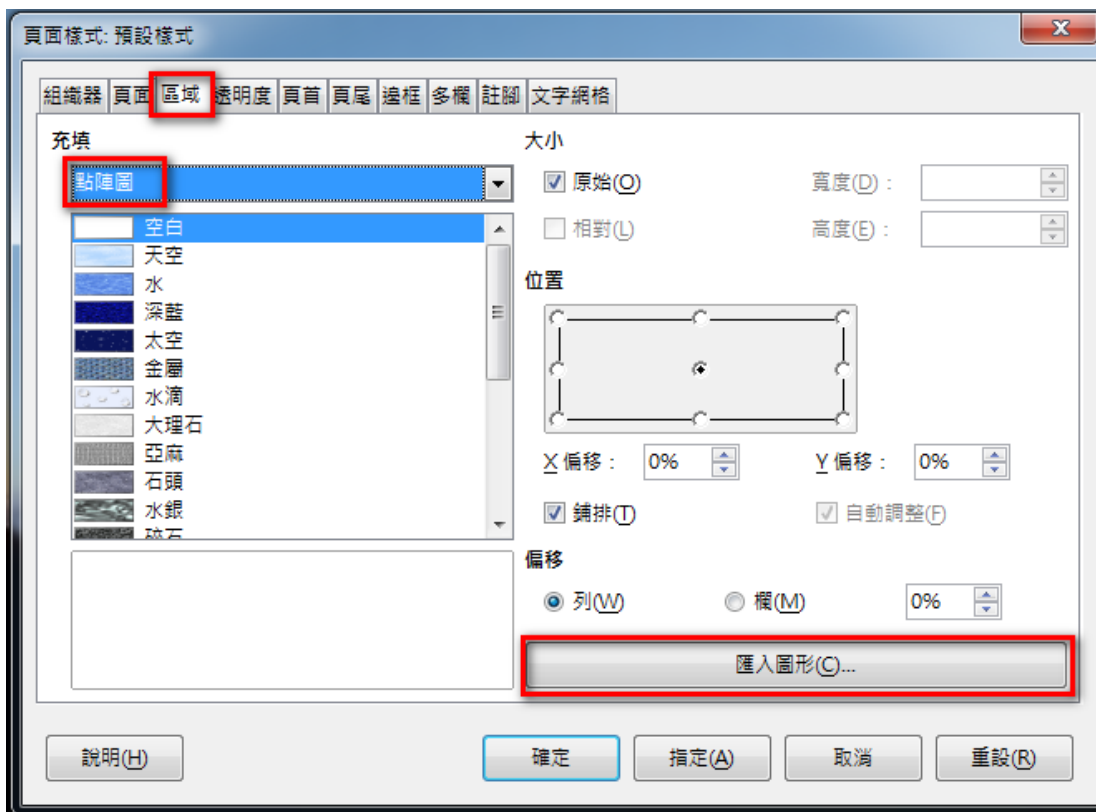 頁面樣式: 預設樣式
組織器 頁面 區域 透明度 頁首 頁尾 邊框 多欄 註腳 文字網格
充填
點陣圖
空白
天空
水
深藍
太空
金屬
水滴
大理石
亞麻
石頭
水銀
碎石
大小
原始(O) 寬度(D)：
相對(L) 高度(E)：
位置
X 偏移： 0% Y 偏移： 0%
鋪排(T) 自動調整(F)
偏移
列(W) 欄(M) 0%
匯入圖形(C)...
說明(H) 確定 指定(A) 取消 重設(R)